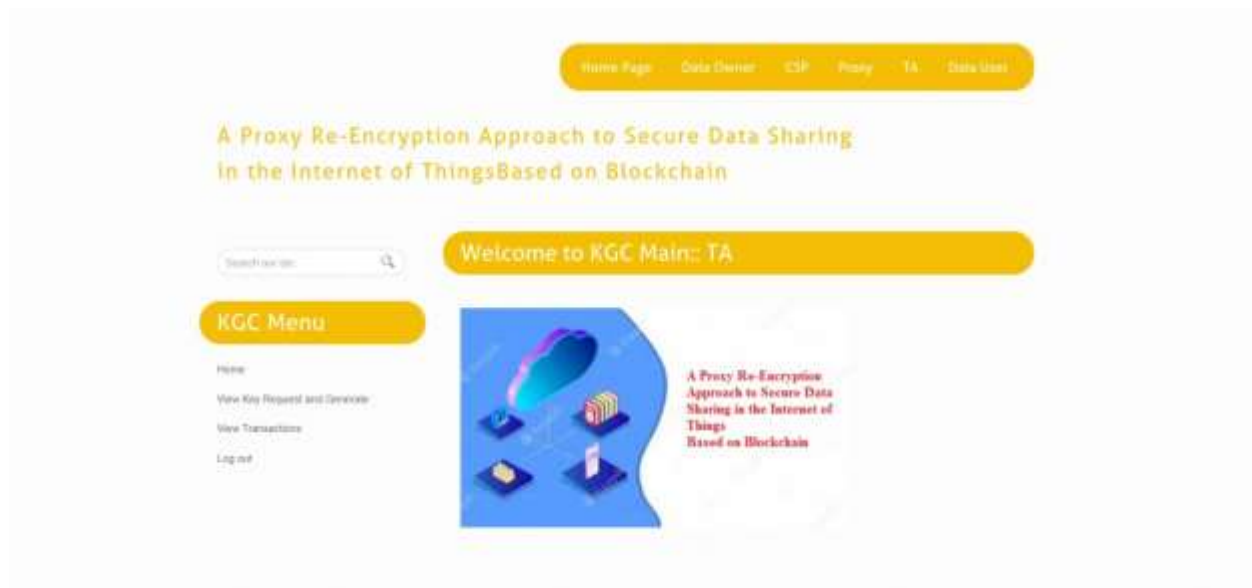 Home Page Data Owner CSP Proxy TA Data User
A Proxy Re-Encryption Approach to Secure Data Sharing
in the Internet of ThingsBased on Blockchain
Search our site:
Welcome to KGC Main:: TA
KGC Menu
Home
View Key Request and Generate
View Transactions
Log out
A Proxy Re-Encryption
Approach to Secure Data
Sharing in the Internet of
Things
Based on Blockchain